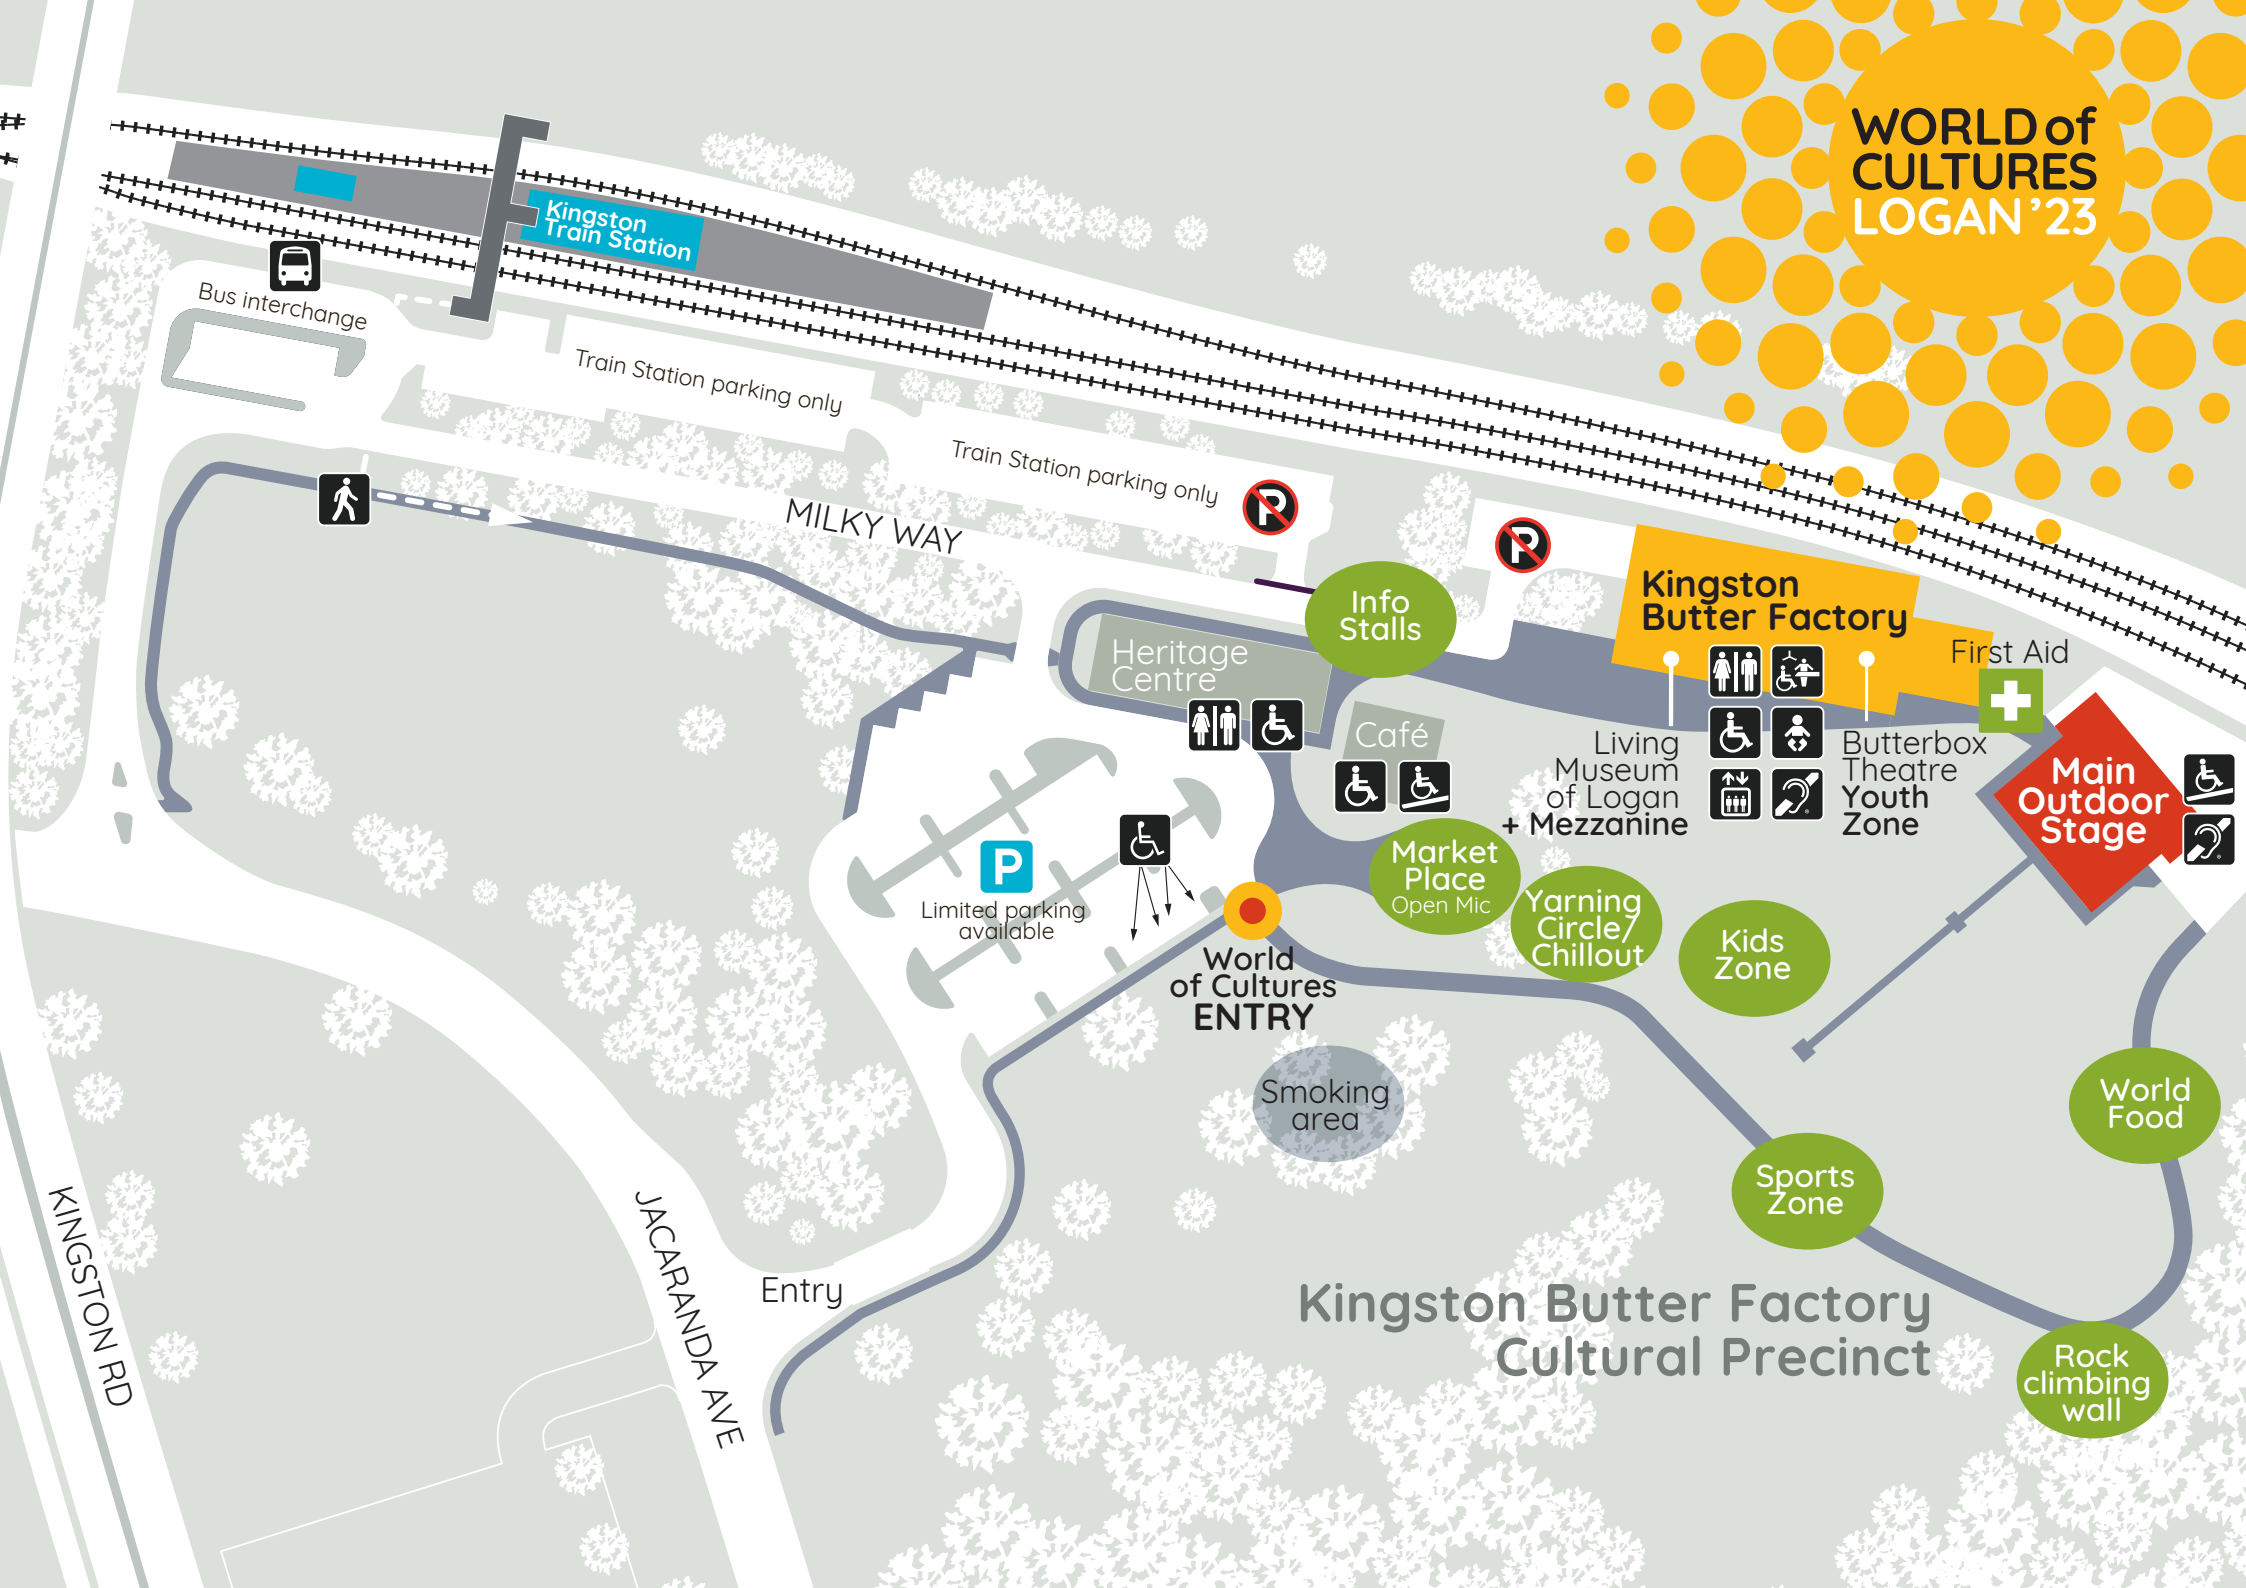 WORLD of
CULTURES
LOGAN ’23
Kingston
Train Station
Bus interchange
Train Station parking only
Train Station parking only
MILKY WAY
P
P
Info
Stalls
Kingston
Butter Factory
First Aid
Heritage
Centre
Café
Living
Museum
of Logan
+ Mezzanine
Butterbox
Theatre
Youth
Zone
Main
Outdoor
Stage
P
Limited parking
available
Market
Place
Open Mic
Yarning
Circle/
Chillout
Kids
Zone
World
of Cultures
ENTRY
Smoking
area
World
Food
Sports
Zone
Entry
KINGSTON RD
JACARANDA AVE
Kingston Butter Factory
Cultural Precinct
Rock
climbing
wall